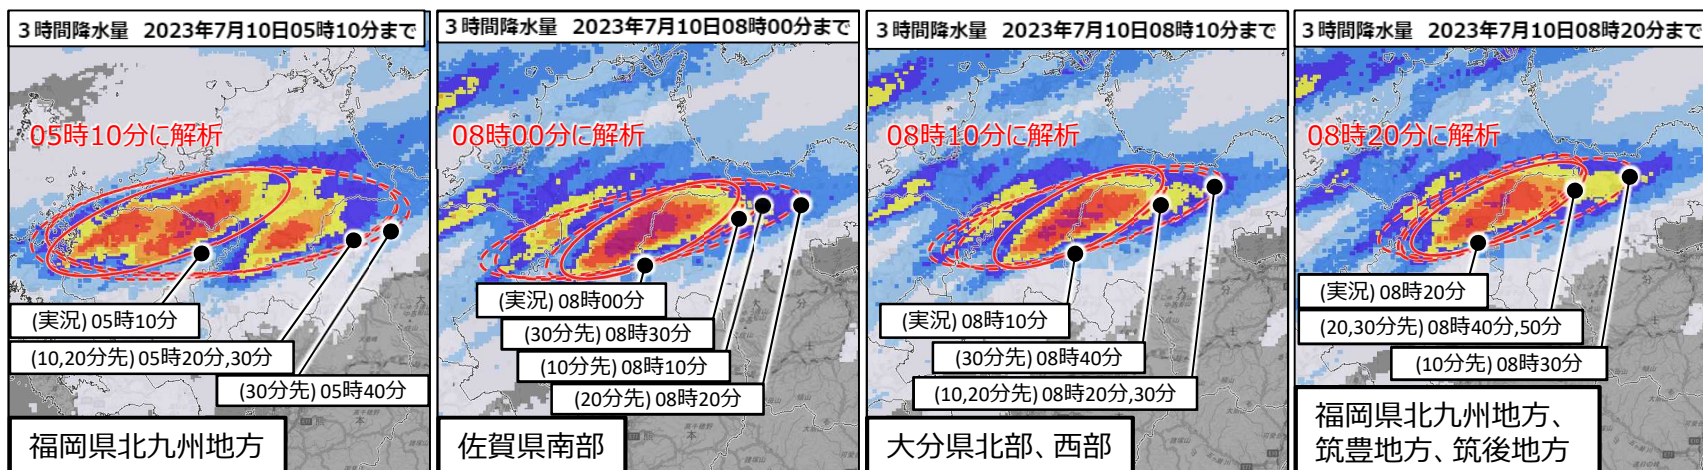 ３時間降水量 2023年7月10日05時10分まで
05時10分に解析
(実況) 05時10分
(10,20分先) 05時20分,30分
(30分先) 05時40分
福岡県北九州地方
３時間降水量 2023年7月10日08時00分まで
08時00分に解析
(実況) 08時00分
(30分先) 08時30分
(10分先) 08時10分
(20分先) 08時20分
佐賀県南部
３時間降水量 2023年7月10日08時10分まで
08時10分に解析
(実況) 08時10分
(30分先) 08時40分
(10,20分先) 08時20分,30分
大分県北部、西部
３時間降水量 2023年7月10日08時20分まで
08時20分に解析
(実況) 08時20分
(20,30分先) 08時40分,50分
(10分先) 08時30分
福岡県北九州地方、
筑豊地方、筑後地方